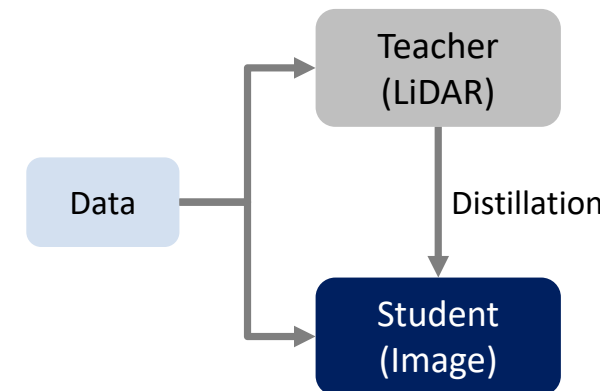 Teacher
(LiDAR)
Data
Distillation
Student
(Image)